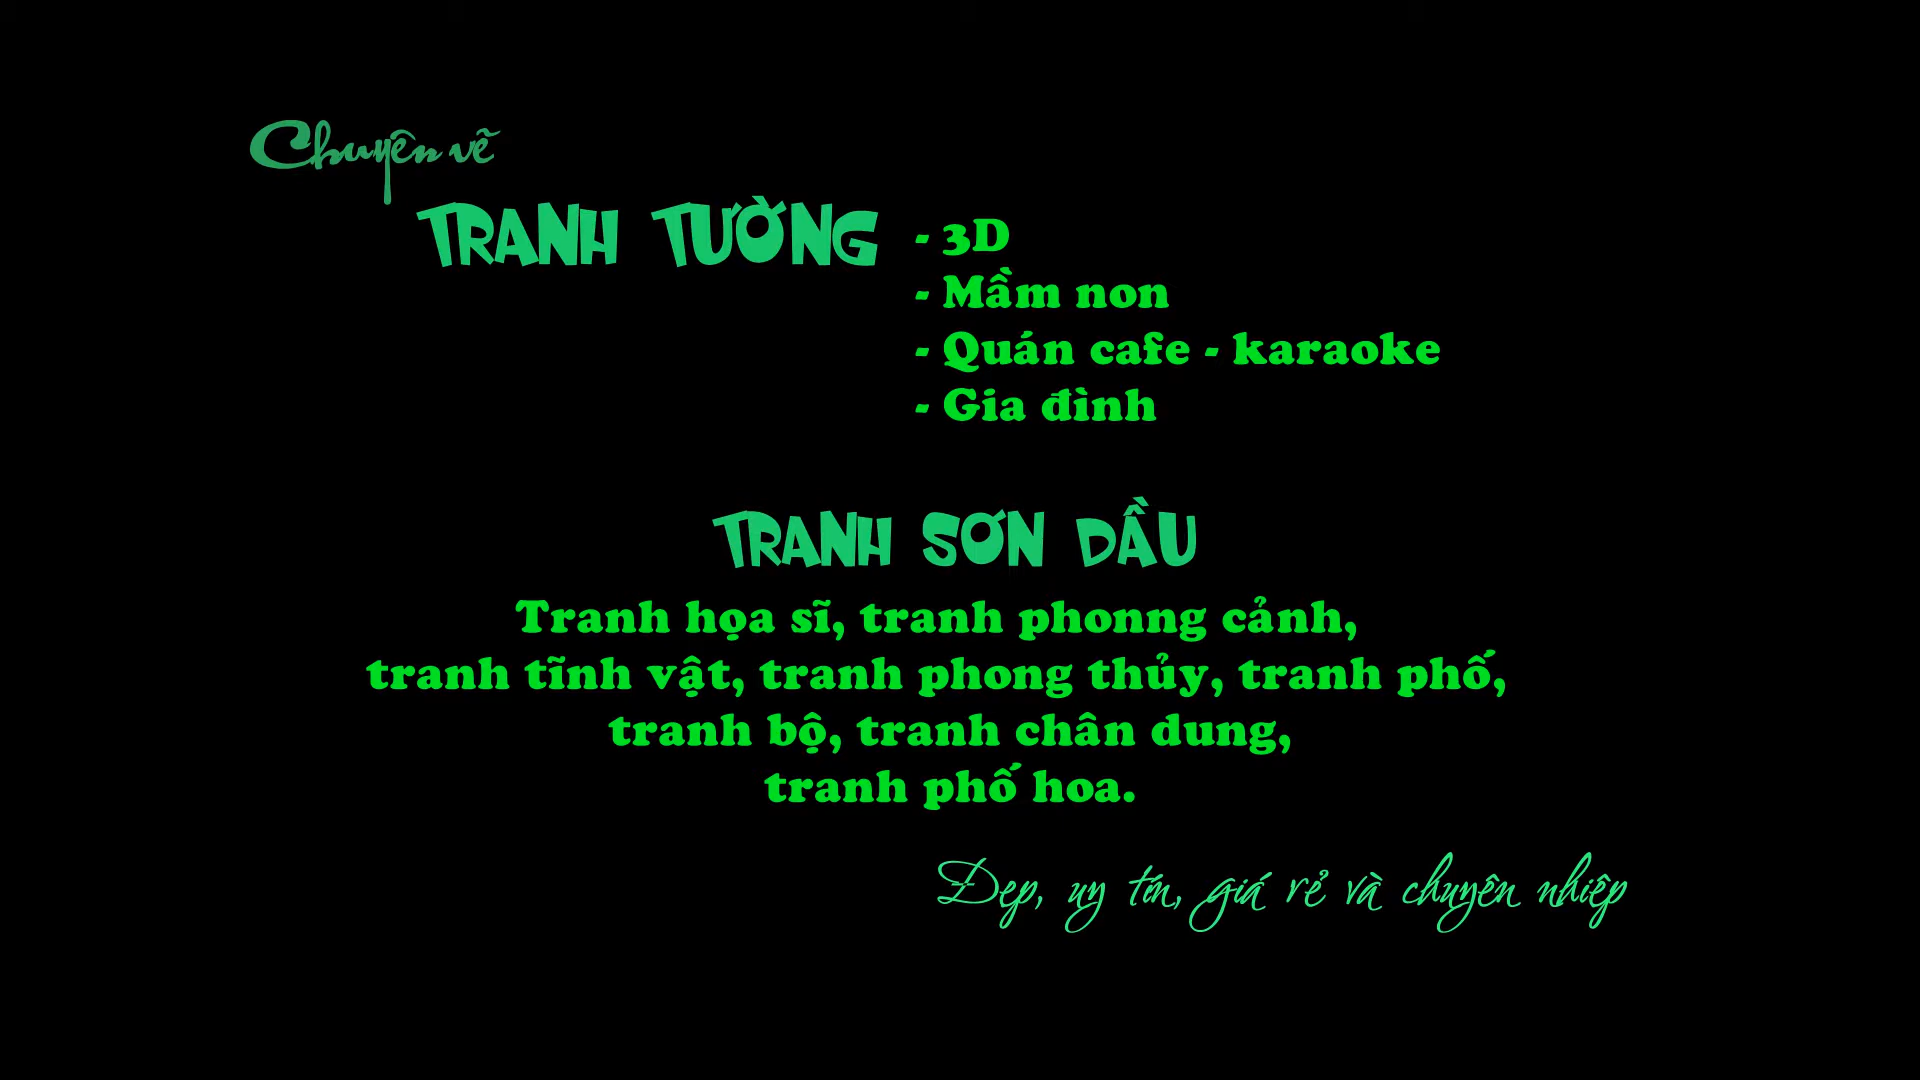 Chuyên vẽ
TRANH TƯỜNG
- 3D
- Mầm non
- Quán cafe - karaoke
- Gia đình
TRANH SƠN DẦU
Tranh họa sĩ, tranh phonng cảnh,
tranh tĩnh vật, tranh phong thủy, tranh phố,
tranh bộ, tranh chân dung,
tranh phố hoa.
Đẹp, uy tín, giá rẻ và chuyên nhiệp